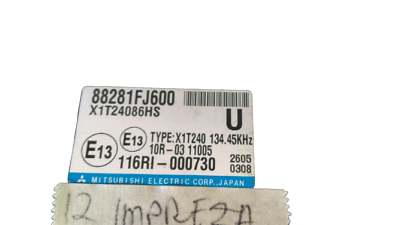 88281FJ600
X1T24086HS
U
E13 E13 TYPE:X1T240 134.45KHz
10R-03 11005
116RI-000730 2605
0308
MITSUBISHI ELECTRIC CORP., JAPAN
12 IMPREZA